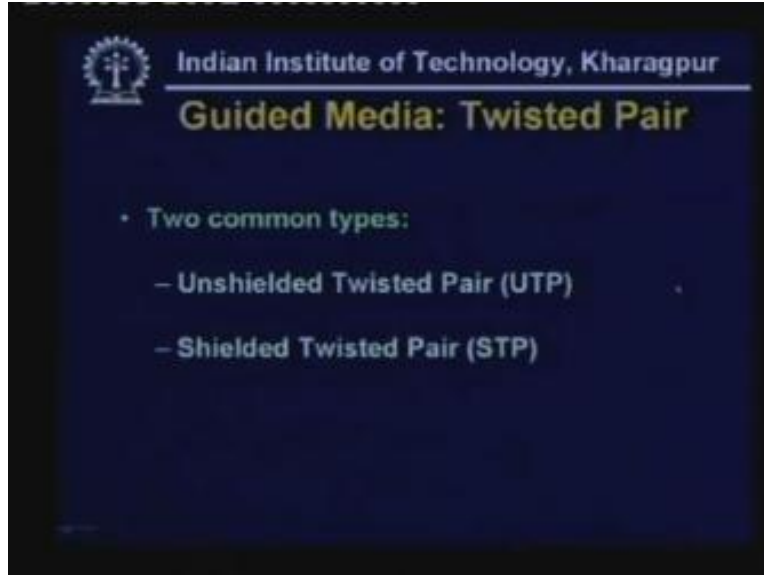 Indian Institute of Technology, Kharagpur
Guided Media: Twisted Pair
• Two common types:
– Unshielded Twisted Pair (UTP)
– Shielded Twisted Pair (STP)